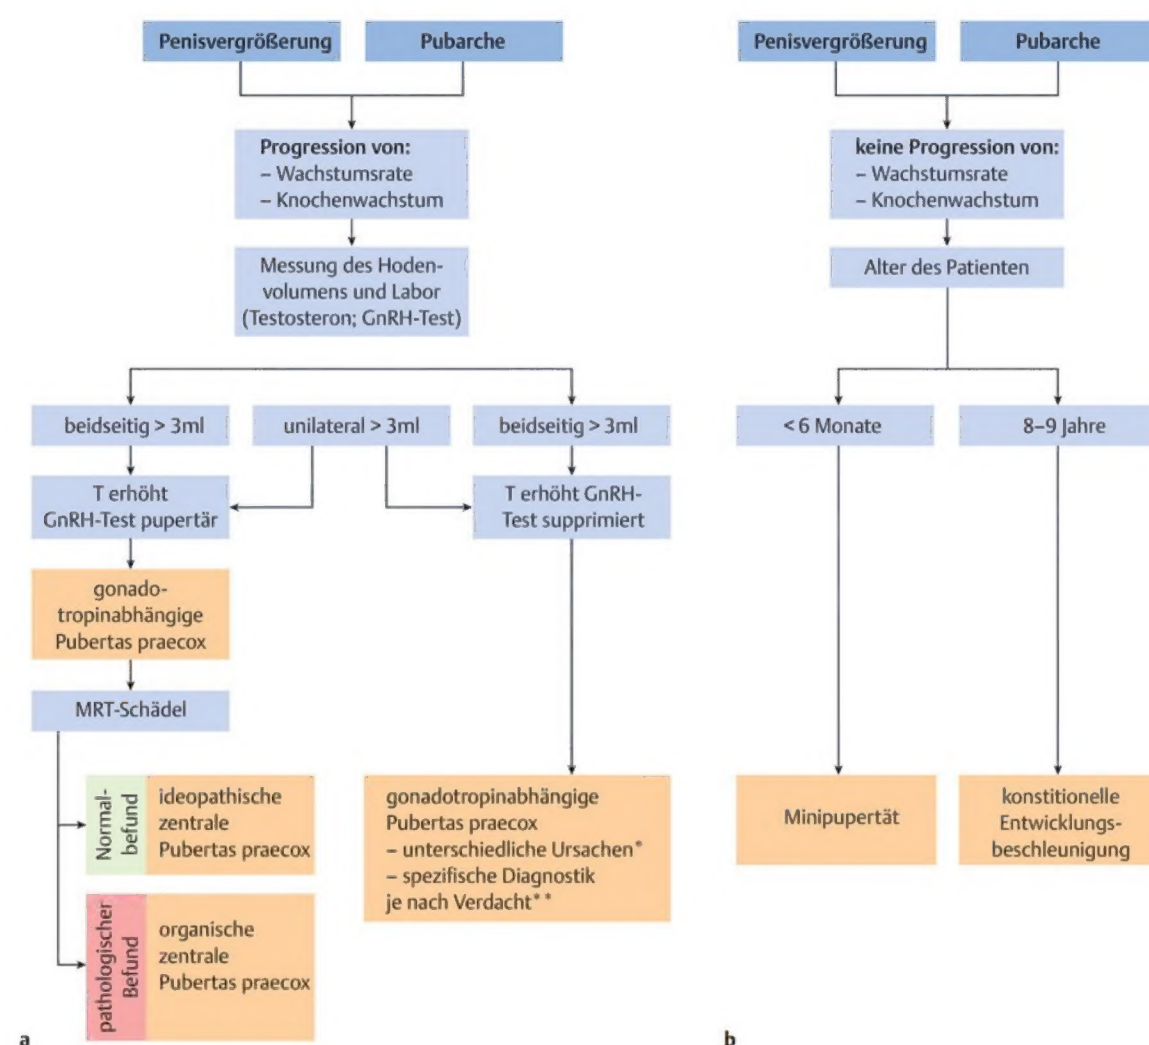 Penisvergrößerung
Pubarche
Progression von:
– Wachstumsrate
– Knochenwachstum
Messung des Hoden-
volumens und Labor
(Testosteron; GnRH-Test)
beidseitig > 3ml
unilateral > 3ml
beidseitig > 3ml
T erhöht
GnRH-Test pupertär
T erhöht GnRH-
Test supprimiert
gonado-
tropinabhängige
Pubertas praecox
MRT-Schädel
Normal-
befund
ideopathische
zentrale
Pubertas praecox
pathologischer
Befund
organische
zentrale
Pubertas praecox
gonadotropinabhängige
Pubertas praecox
– unterschiedliche Ursachen*
– spezifische Diagnostik
je nach Verdacht**
a
Penisvergrößerung
Pubarche
keine Progression von:
– Wachstumsrate
– Knochenwachstum
Alter des Patienten
< 6 Monate
8–9 Jahre
Minipupertät
konstitionelle
Entwicklungs-
beschleunigung
b